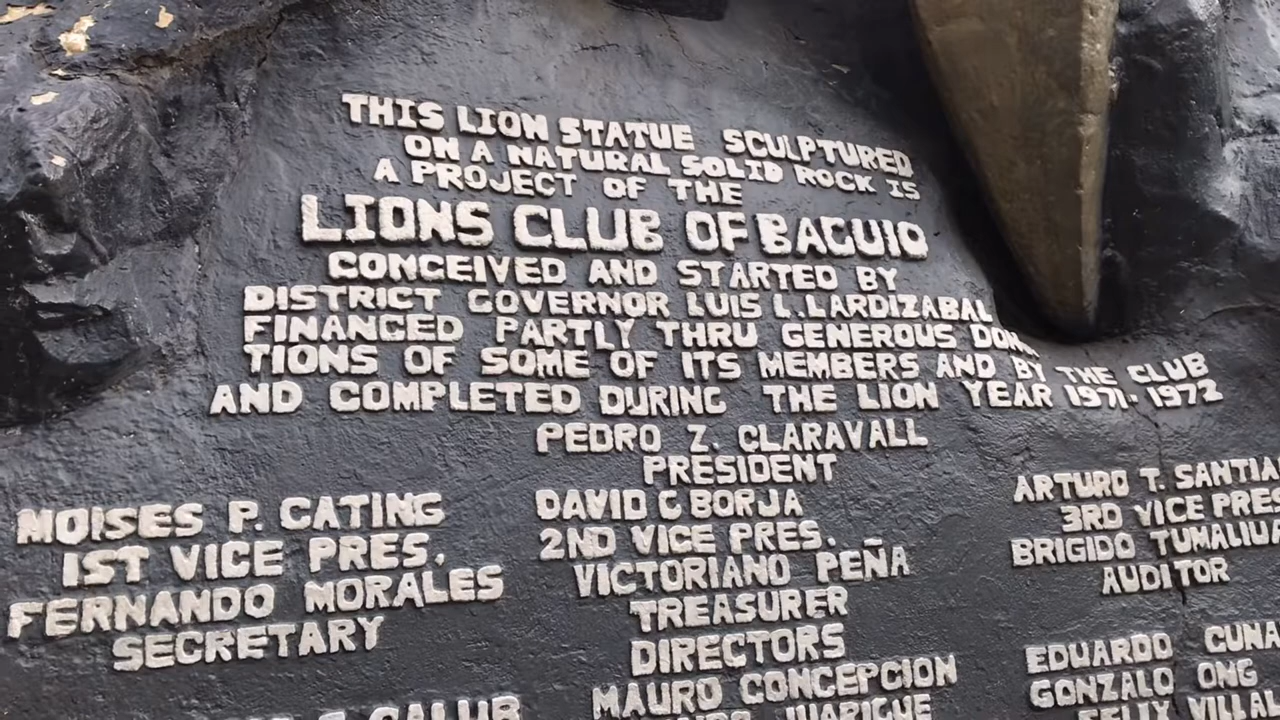 THIS LION STATUE SCULPTURED
ON A NATURAL SOLID ROCK IS
A PROJECT OF THE
LIONS CLUB OF BAGUIO
CONCEIVED AND STARTED BY
DISTRICT GOVERNOR LUIS L. LARDIZABAL
FINANCED PARTLY THRU GENEROUS
TIONS OF SOME OF ITS MEMBERS AND BY THE CLUB
AND COMPLETED DURING THE LION YEAR 1971-1972
PEDRO Z. CLARAVALL
PRESIDENT
MOISES P. CATING
1ST VICE PRES.
FERNANDO MORALES
SECRETARY
DAVID C BORJA
2ND VICE PRES.
VICTORIANO PEÑA
TREASURER
DIRECTORS
MAURO CONCEPCION
ARTURO T.
3RD VICE PRES
BRIGIDO
AUDITOR
EDUARDO
GONZALO ONG
FELIX